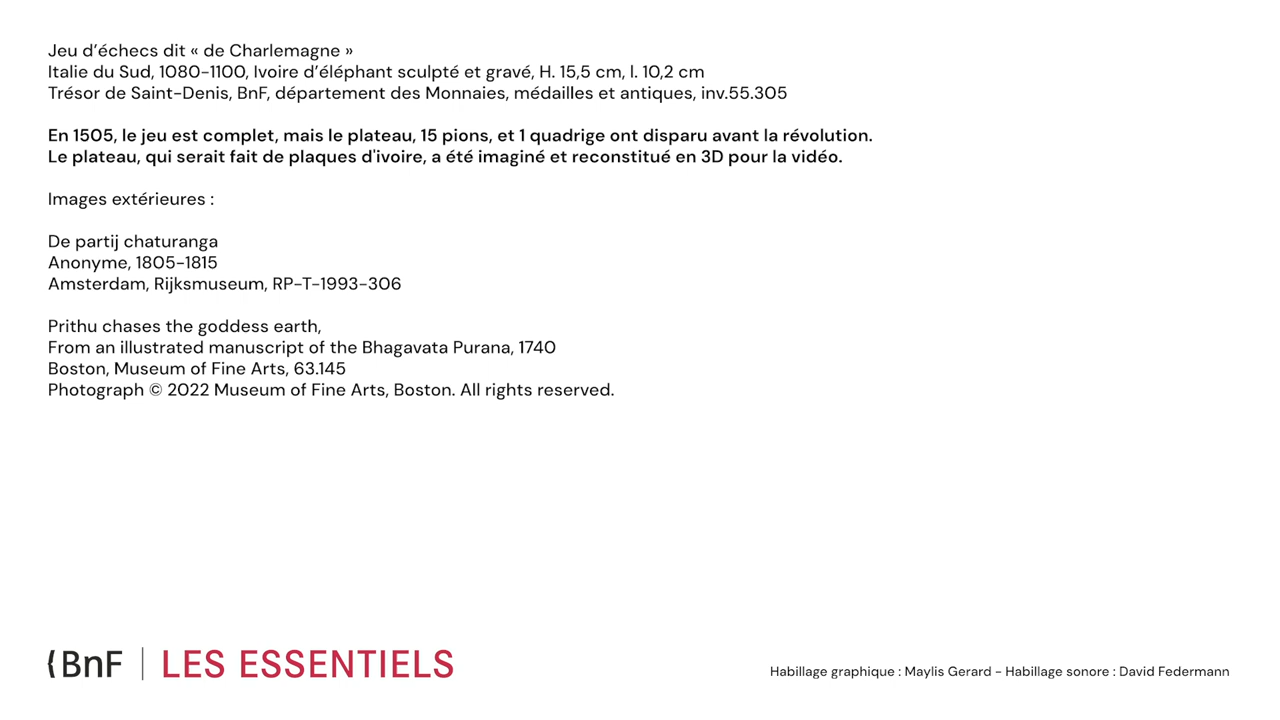 Jeu d’échecs dit « de Charlemagne »
Italie du Sud, 1080-1100, Ivoire d’éléphant sculpté et gravé, H. 15,5 cm, l. 10,2 cm
Trésor de Saint-Denis, BnF, département des Monnaies, médailles et antiques, inv.55.305
En 1505, le jeu est complet, mais le plateau, 15 pions, et 1 quadrige ont disparu avant la révolution.
Le plateau, qui serait fait de plaques d'ivoire, a été imaginé et reconstitué en 3D pour la vidéo.
Images extérieures :
De partij chaturanga
Anonyme, 1805-1815
Amsterdam, Rijksmuseum, RP-T-1993-306
Prithu chases the goddess earth,
From an illustrated manuscript of the Bhagavata Purana, 1740
Boston, Museum of Fine Arts, 63.145
Photograph © 2022 Museum of Fine Arts, Boston. All rights reserved.
{BnF | LES ESSENTIELS
Habillage graphique : Maylis Gerard - Habillage sonore : David Federmann